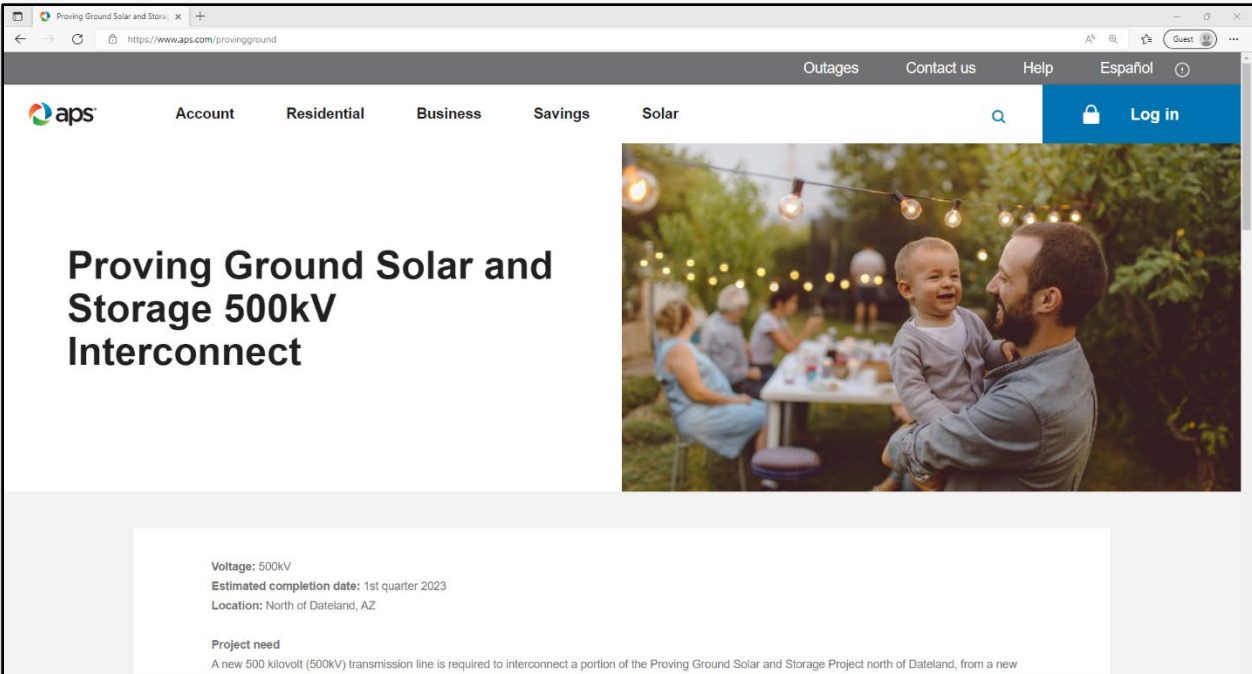 Proving Ground Solar and Storag
https://www.aps.com/provingground
Guest
Outages Contact us Help Español
aps
Account Residential Business Savings Solar
Log in
Proving Ground Solar and
Storage 500kV
Interconnect
Voltage: 500kV
Estimated completion date: 1st quarter 2023
Location: North of Dateland, AZ
Project need
A new 500 kilovolt (500kV) transmission line is required to interconnect a portion of the Proving Ground Solar and Storage Project north of Dateland, from a new